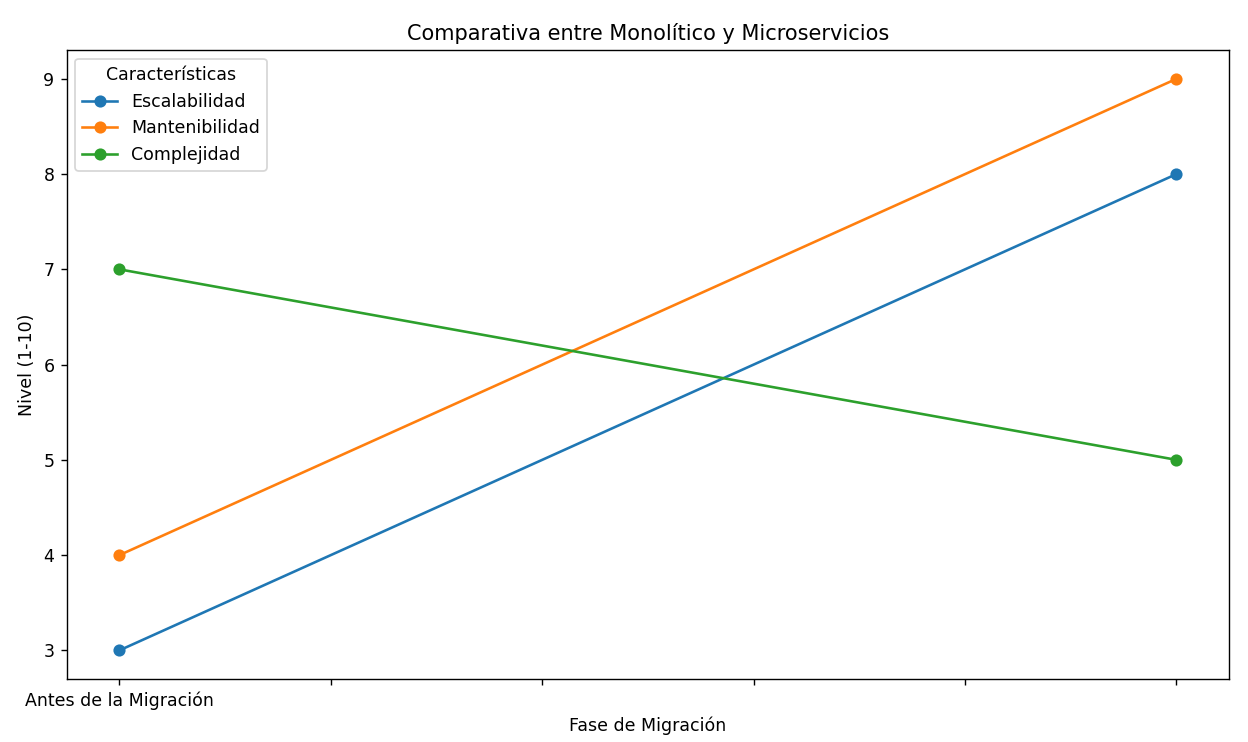 Comparativa entre Monolítico y Microservicios
Características
Escalabilidad
Mantenibilidad
Complejidad
Nivel (1-10)
9
8
7
6
5
4
3
Antes de la Migración
Fase de Migración